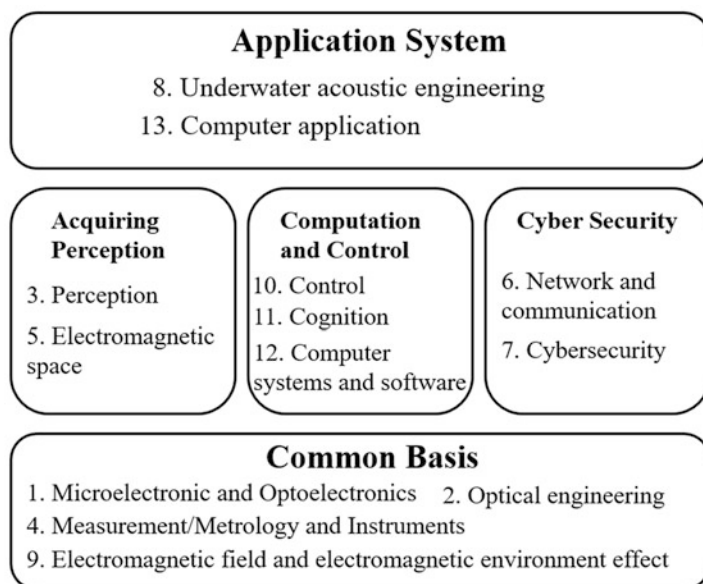 Application System
8. Underwater acoustic engineering
13. Computer application
Acquiring
Perception
3. Perception
5. Electromagnetic
space
Computation
and Control
10. Control
11. Cognition
12. Computer
systems and software
Cyber Security
6. Network and
communication
7. Cybersecurity
Common Basis
1. Microelectronic and Optoelectronics 2. Optical engineering
4. Measurement/Metrology and Instruments
9. Electromagnetic field and electromagnetic environment effect